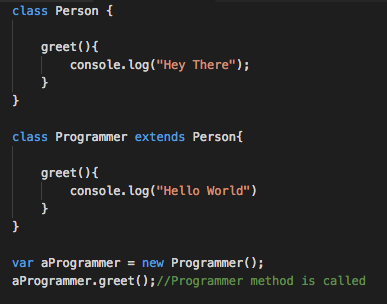 class Person {
greet(){
console.log("Hey There");
}
}
class Programmer extends Person{
greet(){
console.log("Hello World")
}
}
var aProgrammer = new Programmer();
aProgrammer.greet();//Programmer method is called